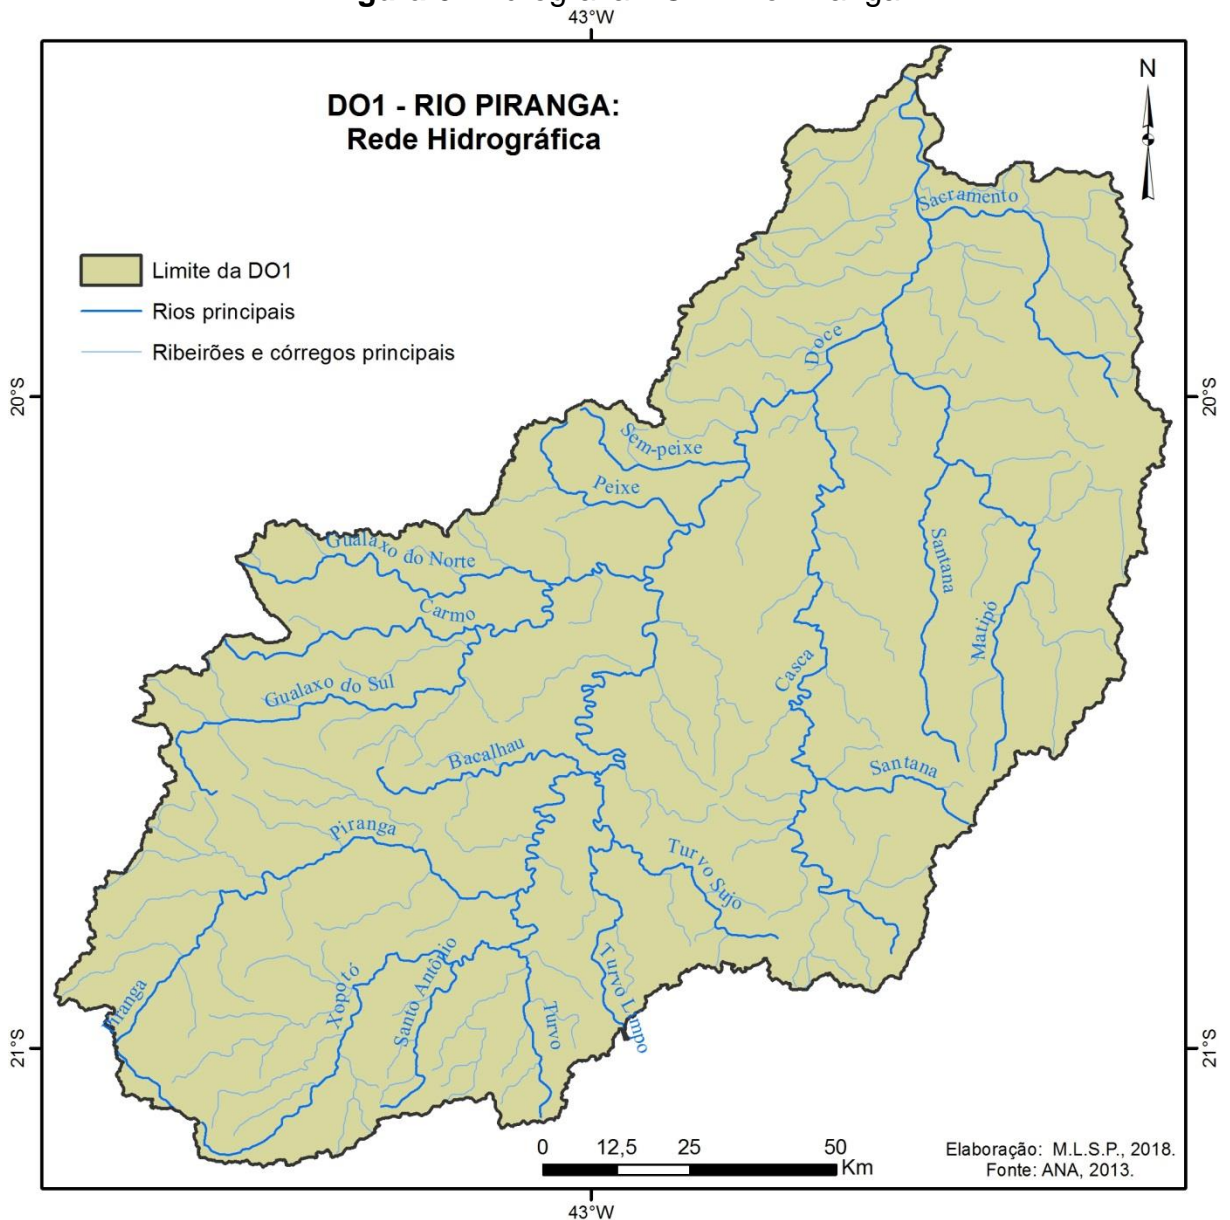 43°W
DO1 - RIO PIRANGA:
Rede Hidrográfica
N
Limite da DO1
Rios principais
Ribeirões e córregos principais
Sacramento
Doce
20°S
20°S
Sem-peixe
Peixe
Gualaxo do Norte
Carmo
Santana
Matipó
Casca
Gualaxo do Sul
Bacalhau
Santana
Piranga
Turvo Sujo
Xopotó
Santo Antônio
Piranga
Turvo
Turvo Limpo
21°S
21°S
0 12,5 25 50
Km
Elaboração: M.L.S.P., 2018.
Fonte: ANA, 2013.
43°W